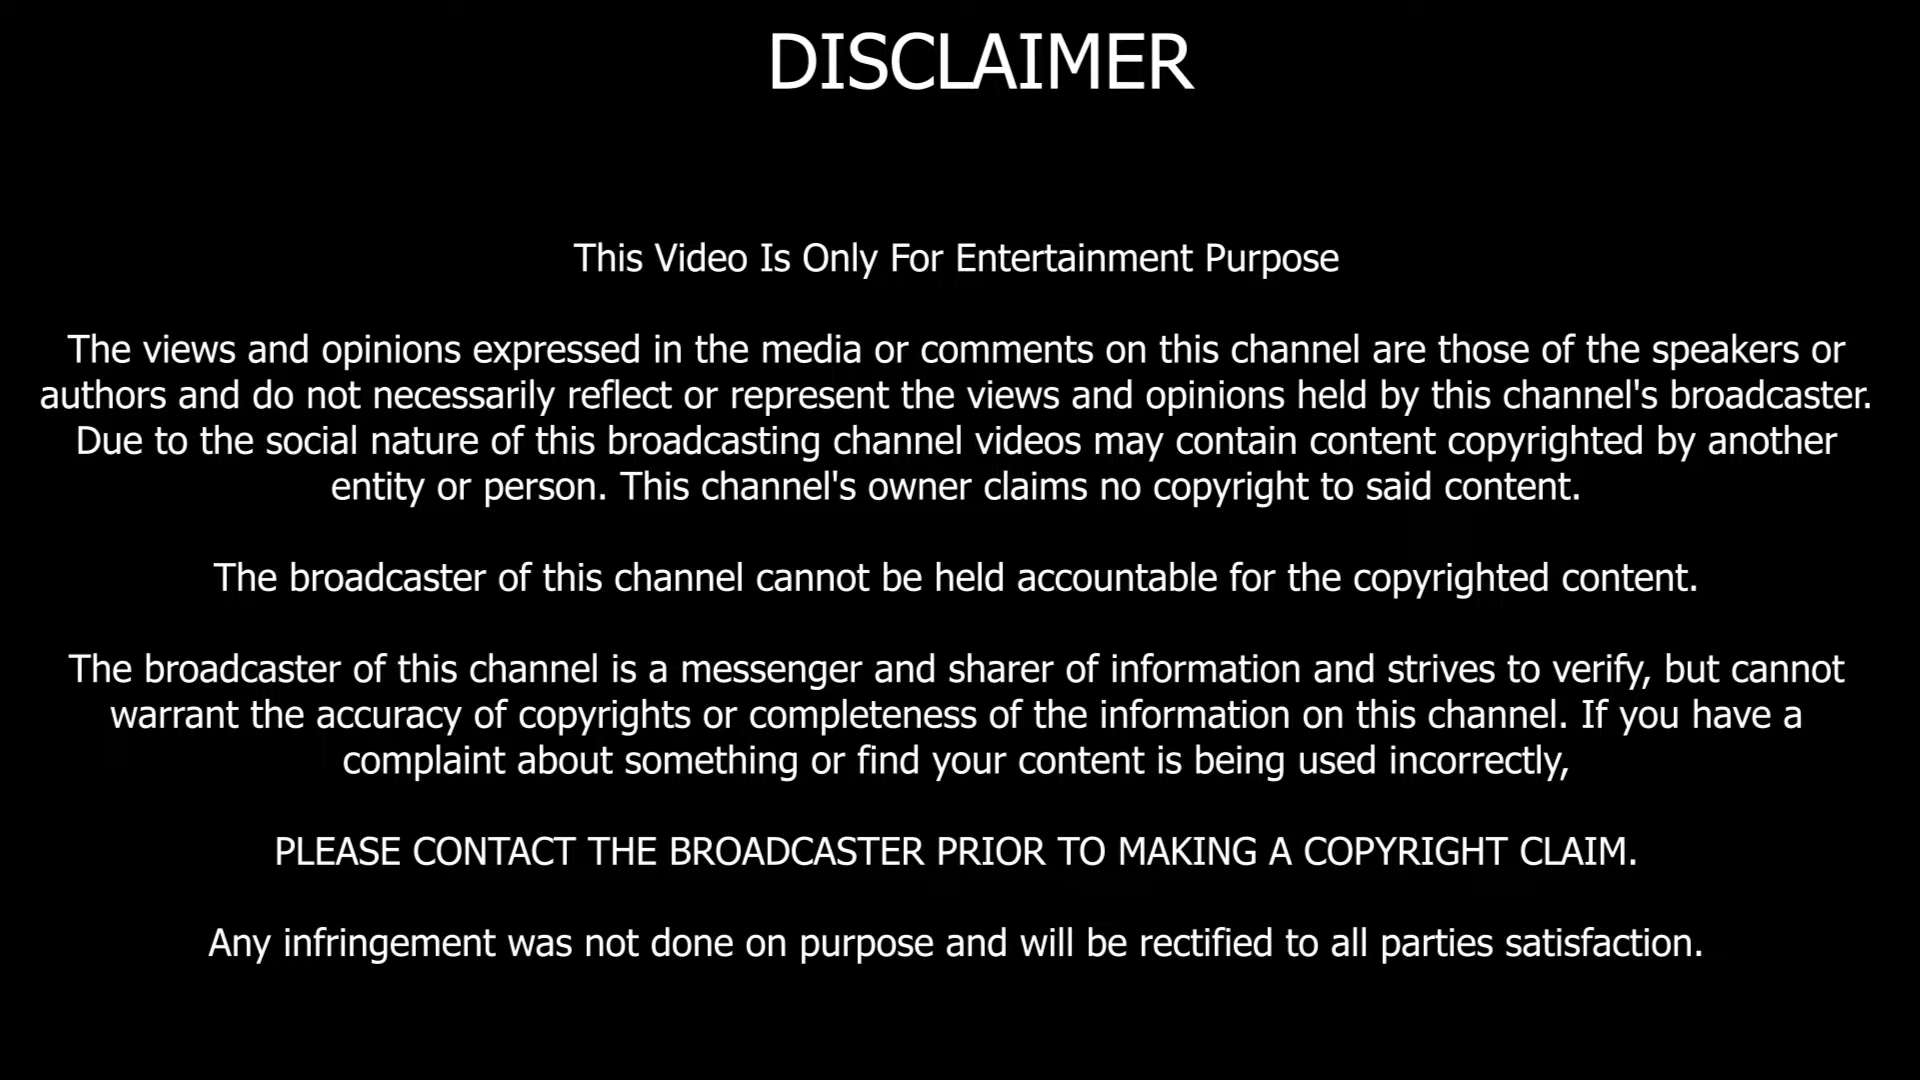 DISCLAIMER
This Video Is Only For Entertainment Purpose
The views and opinions expressed in the media or comments on this channel are those of the speakers or
authors and do not necessarily reflect or represent the views and opinions held by this channel's broadcaster.
Due to the social nature of this broadcasting channel videos may contain content copyrighted by another
entity or person. This channel's owner claims no copyright to said content.
The broadcaster of this channel cannot be held accountable for the copyrighted content.
The broadcaster of this channel is a messenger and sharer of information and strives to verify, but cannot
warrant the accuracy of copyrights or completeness of the information on this channel. If you have a
complaint about something or find your content is being used incorrectly,
PLEASE CONTACT THE BROADCASTER PRIOR TO MAKING A COPYRIGHT CLAIM.
Any infringement was not done on purpose and will be rectified to all parties satisfaction.